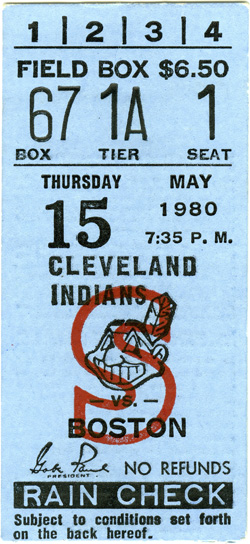 1 | 2 | 3 | 4
FIELD BOX $6.50
67 1A 1
BOX TIER SEAT
THURSDAY MAY
15 1980
7:35 P. M.
CLEVELAND
INDIANS
S
— VS. —
BOSTON
Gabe Paul NO REFUNDS
PRESIDENT
RAIN CHECK
Subject to conditions set forth
on the back hereof.